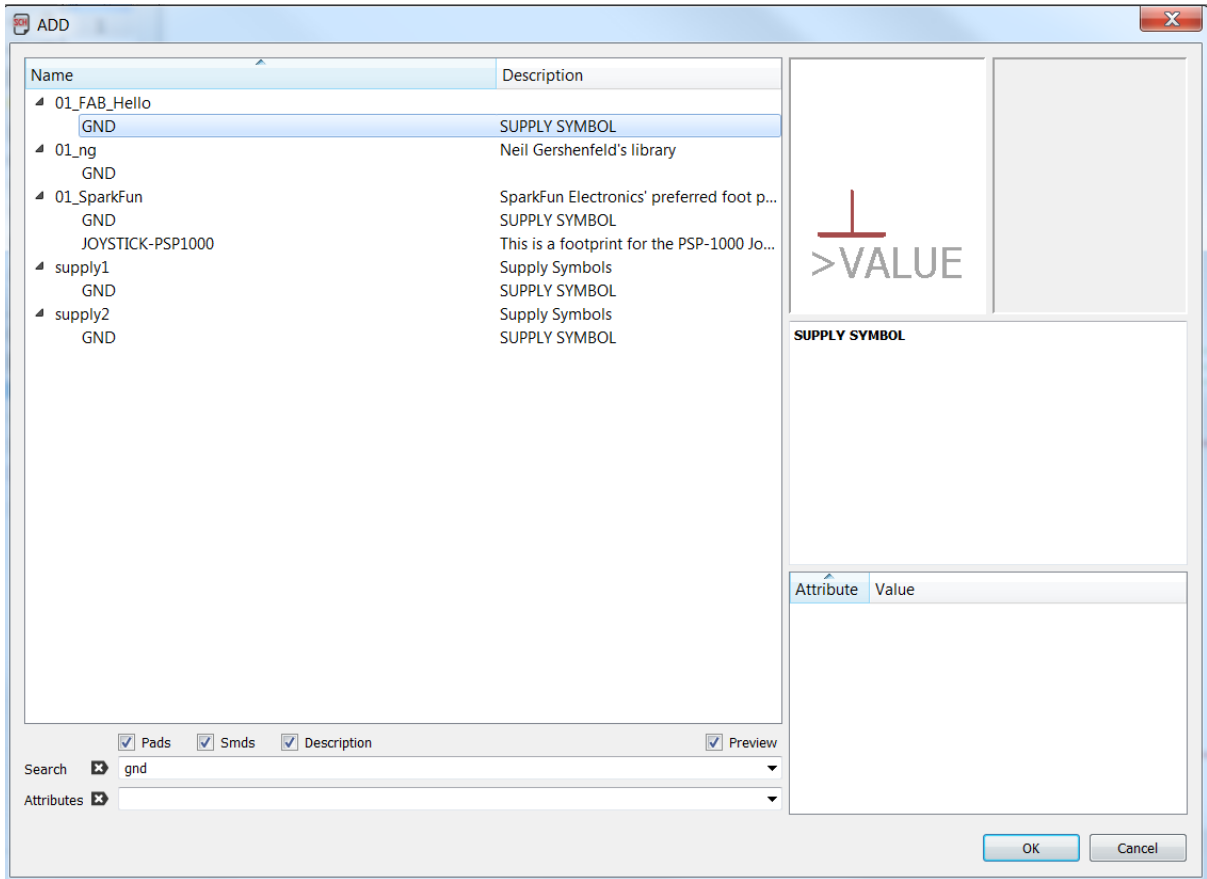 SCH ADD
Name Description
01_FAB_Hello
GND SUPPLY SYMBOL
01_ng Neil Gershenfeld's library
GND
01_SparkFun SparkFun Electronics' preferred foot p...
GND SUPPLY SYMBOL
JOYSTICK-PSP1000 This is a footprint for the PSP-1000 Jo...
supply1 Supply Symbols
GND SUPPLY SYMBOL
supply2 Supply Symbols
GND SUPPLY SYMBOL
>VALUE
SUPPLY SYMBOL
Attribute Value
Pads Smds Description Preview
Search gnd
Attributes
OK Cancel